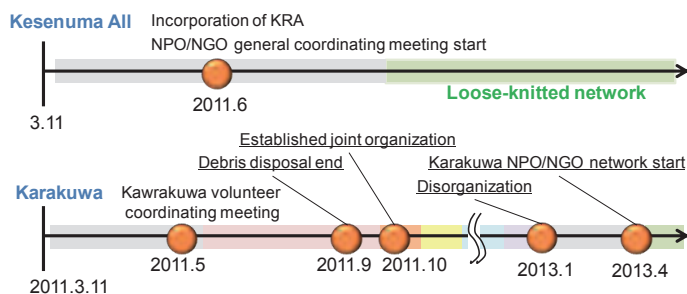 Kesenuma All
Incorporation of KRA
NPO/NGO general coordinating meeting start
Loose-knitted network
2011.6
3.11
Established joint organization
Debris disposal end
Karakuwa NPO/NGO network start
Disorganization
Karakuwa
Kawrakuwa volunteer
coordinating meeting
2011.5
2011.9
2011.10
2013.1
2013.4
2011.3.11